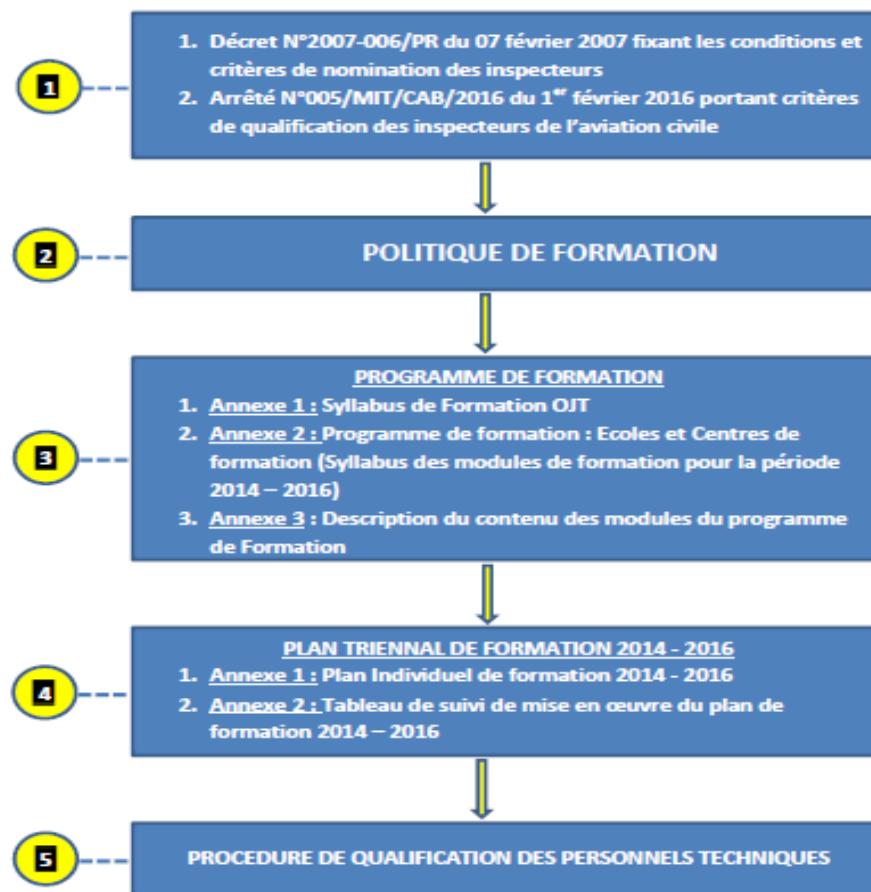 1. Décret N°2007-006/PR du 07 février 2007 fixant les conditions et
critères de nomination des inspecteurs
1
2. Arrêté N°005/MIT/CAB/2016 du 1er février 2016 portant critères
de qualification des inspecteurs de l'aviation civile
2
POLITIQUE DE FORMATION
PROGRAMME DE FORMATION
1. Annexe 1 : Syllabus de Formation OJT
2. Annexe 2 : Programme de formation : Ecoles et Centres de
3
formation (Syllabus des modules de formation pour la période
2014 – 2016)
3. Annexe 3 : Description du contenu des modules du programme
de Formation
PLAN TRIENNAL DE FORMATION 2014 - 2016
1. Annexe 1 : Plan Individuel de formation 2014 - 2016
4
2. Annexe 2 : Tableau de suivi de mise en œuvre du plan de
formation 2014 – 2016
5
PROCEDURE DE QUALIFICATION DES PERSONNELS TECHNIQUES